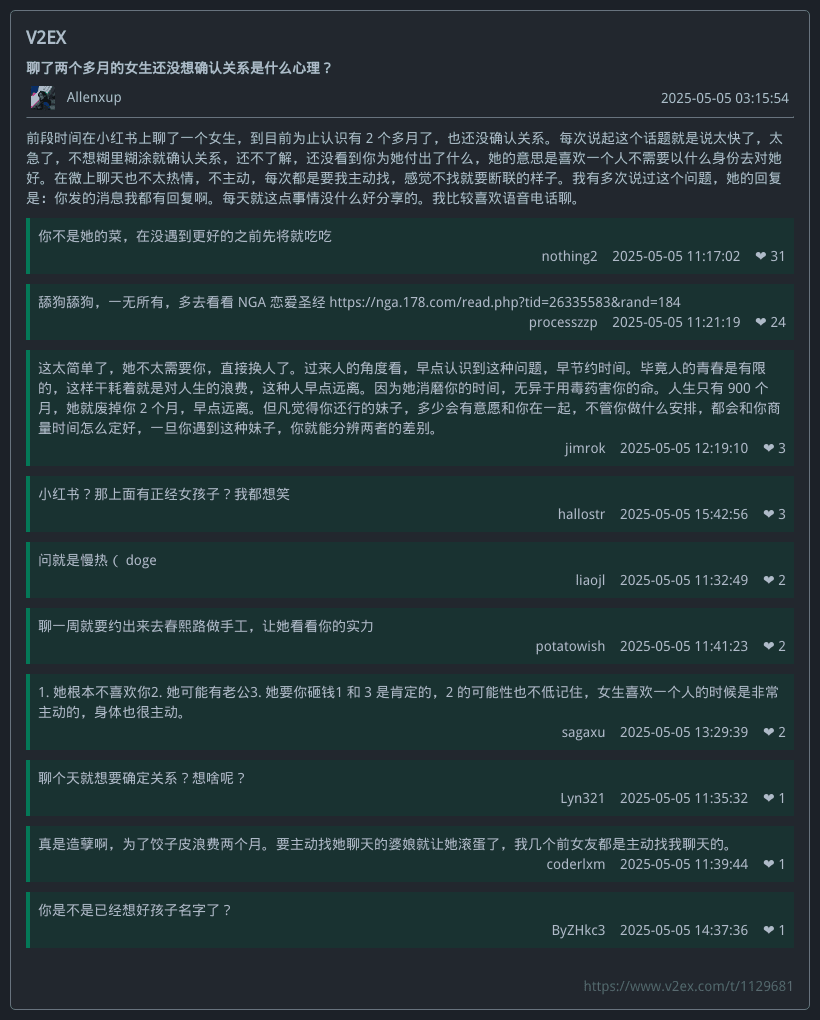 V2EX
聊了两个多月的女生还没想确认关系是什么心理？
Allenxup
2025-05-05 03:15:54
前段时间在小红书上聊了一个女生，到目前为止认识有 2 个多月了，也还没确认关系。每次说起这个话题就是说太快了，太
急了，不想糊里糊涂就确认关系，还不了解，还没看到你为她付出了什么，她的意思是喜欢一个人不需要以什么身份去对她
好。在微上聊天也不太热情，不主动，每次都是要我主动找，感觉不找就要断联的样子。我有多次说过这个问题，她的回复
是：你发的消息我都有回复啊。每天就这点事情没什么好分享的。我比较喜欢语音电话聊。
你不是她的菜，在没遇到更好的之前先将就吃吃
nothing2 2025-05-05 11:17:02 ❤ 31
舔狗舔狗，一无所有，多去看看 NGA 恋爱圣经 https://nga.178.com/read.php?tid=26335583&rand=184
processzzp 2025-05-05 11:21:19 ❤ 24
这太简单了，她不太需要你，直接换人了。过来人的角度看，早点认识到这种问题，早节约时间。毕竟人的青春是有限
的，这样干耗着就是对人生的浪费，这种人早点远离。因为她消磨你的时间，无异于用毒药害你的命。人生只有 900 个
月，她就废掉你 2 个月，早点远离。但凡觉得你还行的妹子，多少会有意愿和你在一起，不管你做什么安排，都会和你商
量时间怎么定好，一旦你遇到这种妹子，你就能分辨两者的差别。
jimrok 2025-05-05 12:19:10 ❤ 3
小红书？那上面有正经女孩子？我都想笑
hallostr 2025-05-05 15:42:56 ❤ 3
问就是慢热（ doge
liaojl 2025-05-05 11:32:49 ❤ 2
聊一周就要约出来去春熙路做手工，让她看看你的实力
potatowish 2025-05-05 11:41:23 ❤ 2
1. 她根本不喜欢你2. 她可能有老公3. 她要你砸钱1 和 3 是肯定的，2 的可能性也不低记住，女生喜欢一个人的时候是非常
主动的，身体也很主动。
sagaxu 2025-05-05 13:29:39 ❤ 2
聊个天就想要确定关系？想啥呢？
Lyn321 2025-05-05 11:35:32 ❤ 1
真是造孽啊，为了饺子皮浪费两个月。要主动找她聊天的婆娘就让她滚蛋了，我几个前女友都是主动找我聊天的。
coderlxm 2025-05-05 11:39:44 ❤ 1
你是不是已经想好孩子名字了？
ByZHkc3 2025-05-05 14:37:36 ❤ 1
https://www.v2ex.com/t/1129681